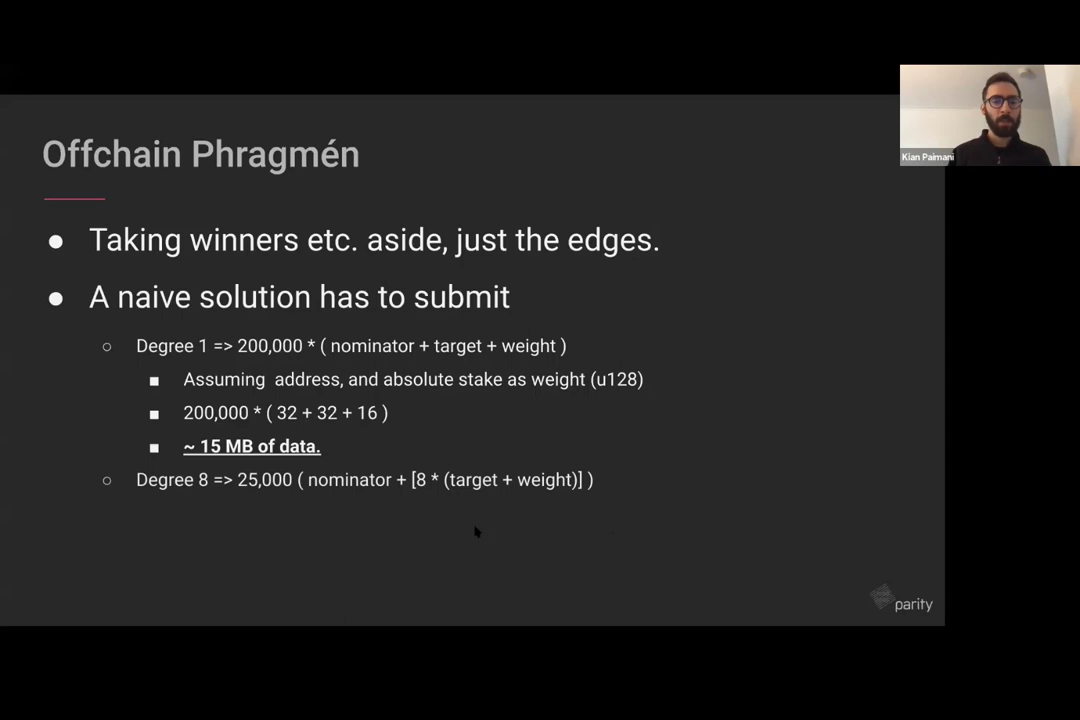 Offchain Phragmén
Kian Paimani
● Taking winners etc. aside, just the edges.
● A naive solution has to submit
○ Degree 1 => 200,000 * ( nominator + target + weight )
■ Assuming address, and absolute stake as weight (u128)
■ 200,000 * ( 32 + 32 + 16 )
■ ~ 15 MB of data.
○ Degree 8 => 25,000 ( nominator + [8 * (target + weight)] )
parity